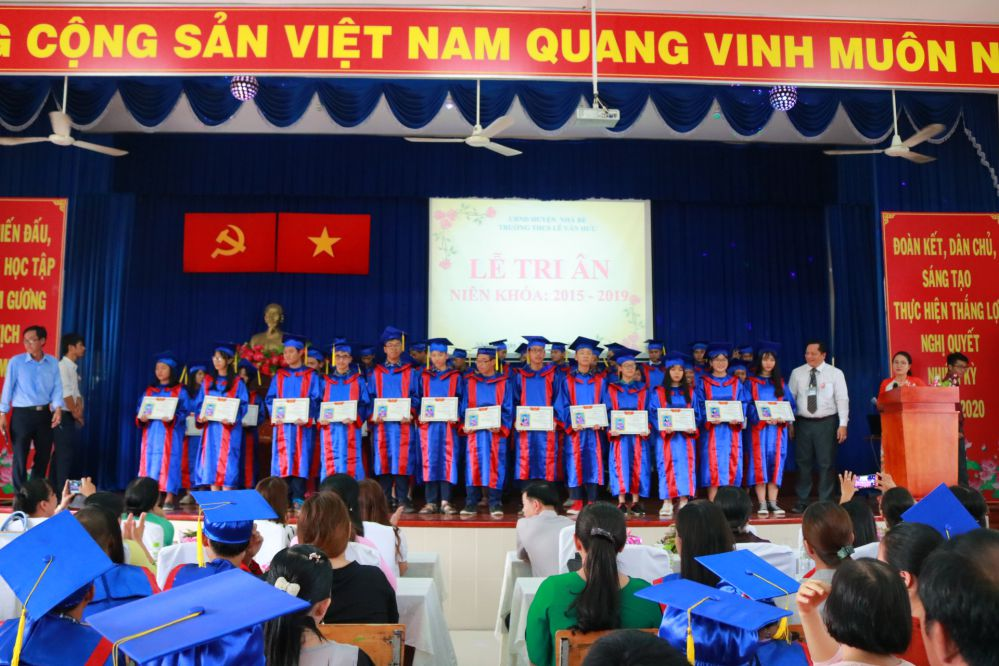 G CỘNG SẢN VIỆT NAM QUANG VINH MUÔN N
IẾN ĐẤU,
HỌC TẬP
GƯƠNG
UBND HUYỆN NHÀ BÈ
TRƯỜNG THCS LÊ VĂN HƯU
LỄ TRI ÂN
NIÊN KHÓA: 2015 - 2019
ĐOÀN KẾT, DÂN CHỦ,
SÁNG TẠO
THỰC HIỆN THẮNG LỢ
NGHỊ QUYẾT
NHIỆM KỲ
2020